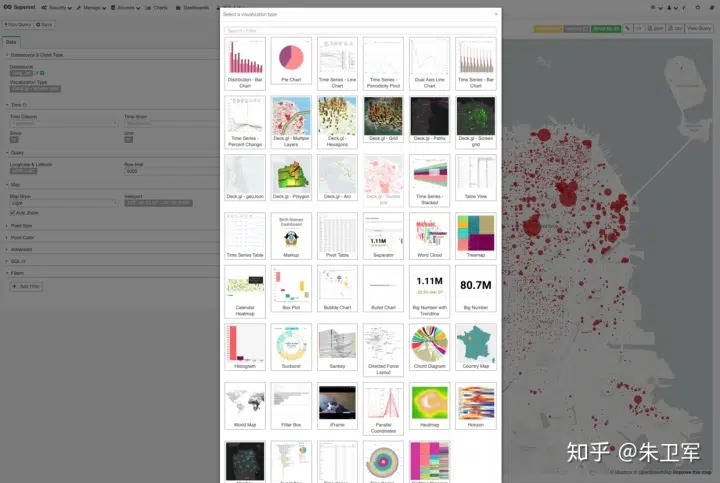 Superset
Security
Manage
Sources
Charts
Dashboards
Run Query
Save
View Query
Data
Datasource & Chart Type
Datasource
Visualization Type
Time
Time Column
Time Grain
Since
Until
Query
Longitude & Latitude
Row limit
5000
Map
Map Style
Light
Viewport
Auto Zoom
Point Size
Point Color
Advanced
SQL
Filters
Add Filter
Select a visualization type
Search / Filter
Distribution - Bar Chart
Pie Chart
Time Series - Line Chart
Time Series - Periodicity Pivot
Dual Axis Line Chart
Time Series - Bar Chart
Time Series - Percent Change
Deck.gl - Multiple Layers
Deck.gl - Hexagons
Deck.gl - Grid
Deck.gl - Paths
Deck.gl - Screen grid
Deck.gl - geoJson
Deck.gl - Polygon
Deck.gl - Arc
Deck.gl - Scatter plot
Time Series - Stacked
Table View
Time Series Table
Birth Names Dashboard
Markup
Pivot Table
1.11M
Separator
Word Cloud
Treemap
Calendar Heatmap
Box Plot
Bubble Chart
Bullet Chart
1.11M
Big Number with Trendline
80.7M
Big Number
Histogram
Sunburst
Sankey
Directed Force Layout
Chord Diagram
Country Map
World Map
Filter Box
iFrame
Parallel Coordinates
Heatmap
Horizon
知乎 @朱卫军
Improve this map